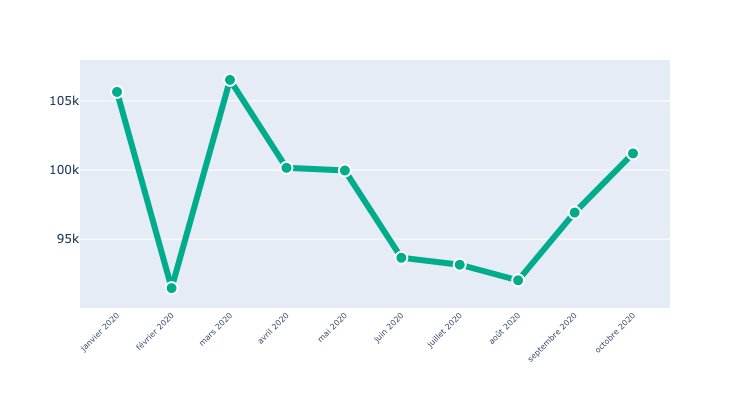 105k
100k
95k
janvier 2020
février 2020
mars 2020
avril 2020
mai 2020
juin 2020
juillet 2020
août 2020
septembre 2020
octobre 2020